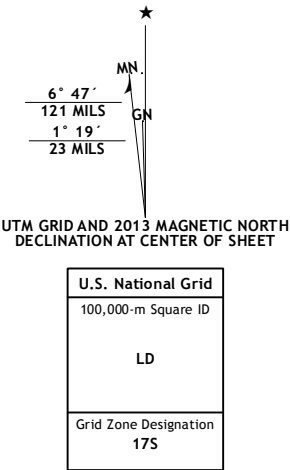 ★
MN.
6° 47´
121 MILS
GN
1° 19´
23 MILS
UTM GRID AND 2013 MAGNETIC NORTH
DECLINATION AT CENTER OF SHEET
U.S. National Grid
100,000-m Square ID
LD
Grid Zone Designation
17S